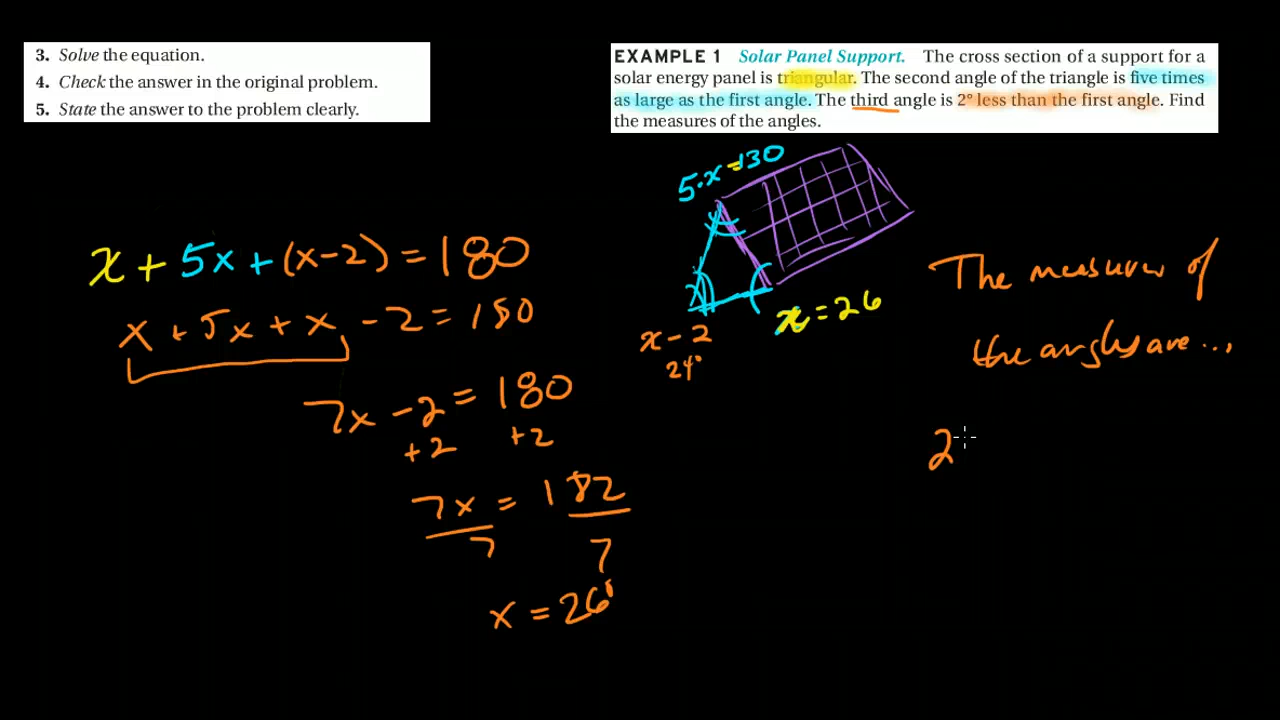 3. Solve the equation.
4. Check the answer in the original problem.
5. State the answer to the problem clearly.
EXAMPLE 1 Solar Panel Support. The cross section of a support for a
solar energy panel is triangular. The second angle of the triangle is five times
as large as the first angle. The third angle is 2° less than the first angle. Find
the measures of the angles.
5·x=130
x + 5x + (x-2) = 180
x + 5x + x - 2 = 180
7x - 2 = 180
+2 +2
7x = 182
7 7
x = 26°
x = 26
x - 2
24°
The measures of
the angles are...
2